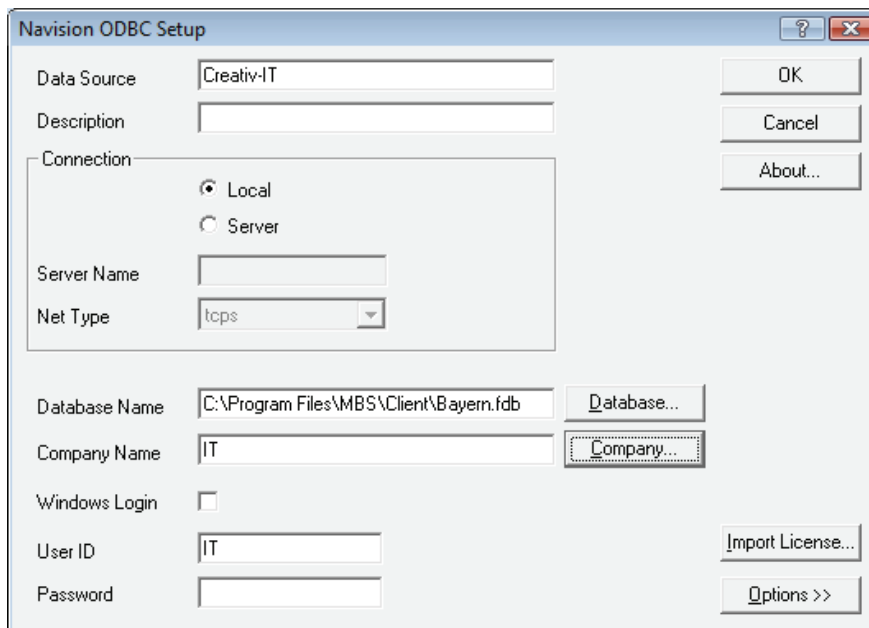 Navision ODBC Setup
Data Source Creativ-IT OK
Description Cancel
Connection About...
Local
Server
Server Name
Net Type tcps
Database Name C:\Program Files\MBS\Client\Bayern.fdb Database...
Company Name IT Company...
Windows Login
User ID IT Import License...
Password Options >>